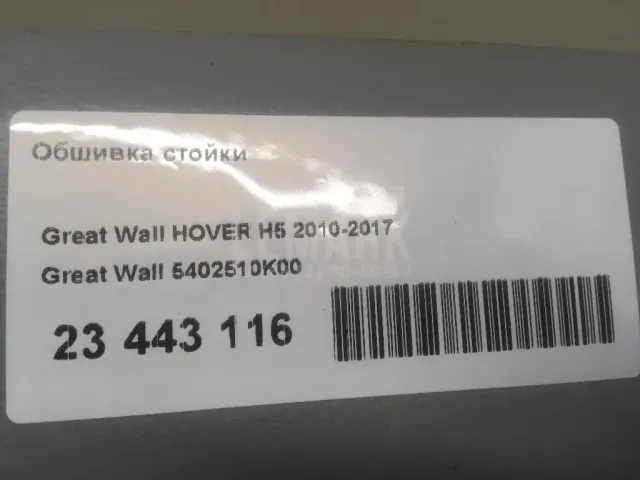 Обшивка стойки
Great Wall HOVER H5 2010-2017
Great Wall 5402510K00
23 443 116